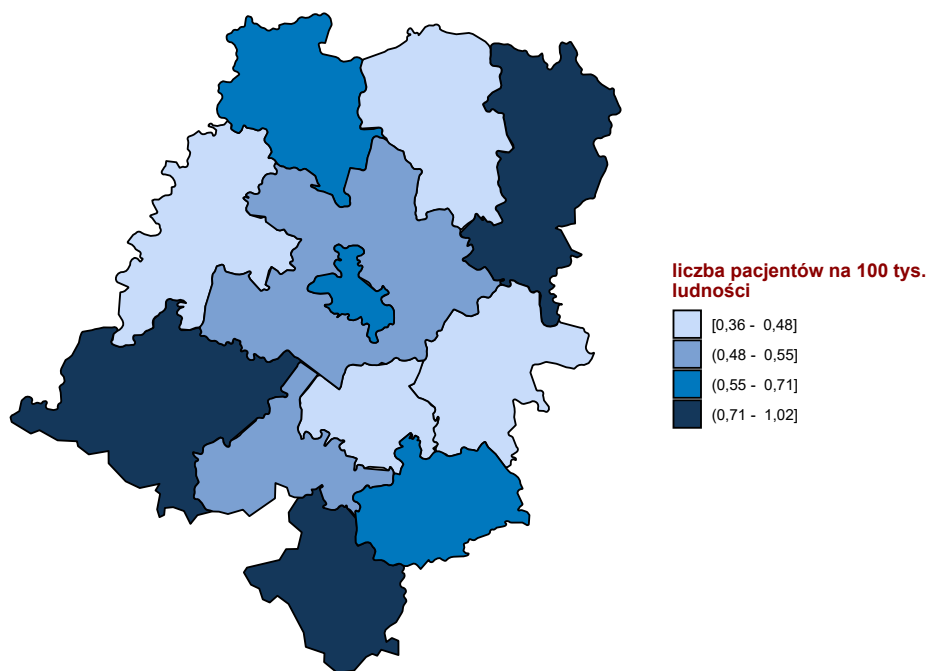 liczba pacjentów na 100 tys.
ludności
[0,36 - 0,48]
(0,48 - 0,55]
(0,55 - 0,71]
(0,71 - 1,02]